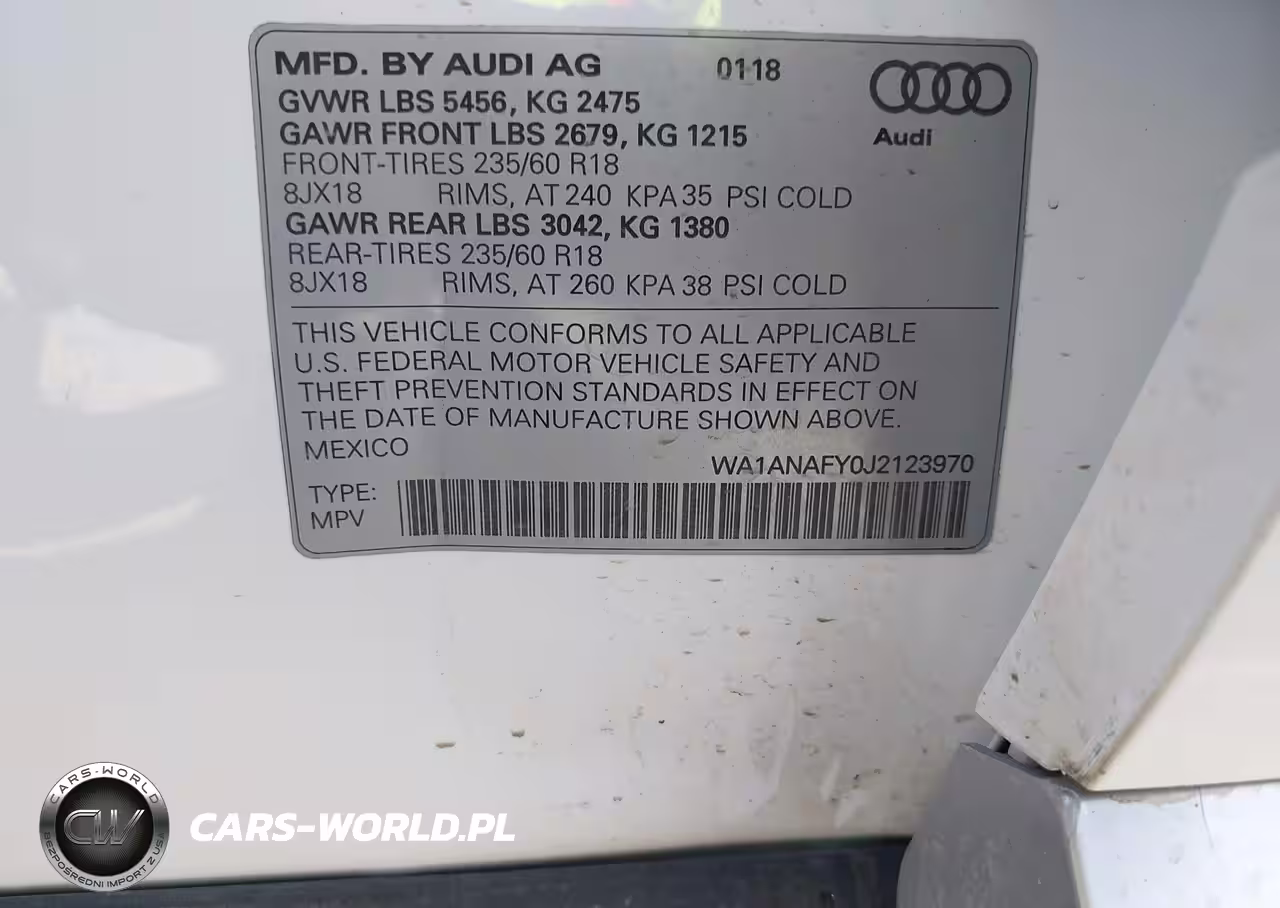 MFD. BY AUDI AG 0118
GVWR LBS 5456, KG 2475
GAWR FRONT LBS 2679, KG 1215
Audi
FRONT-TIRES 235/60 R18
8JX18 RIMS, AT 240 KPA 35 PSI COLD
GAWR REAR LBS 3042, KG 1380
REAR-TIRES 235/60 R18
8JX18 RIMS, AT 260 KPA 38 PSI COLD
THIS VEHICLE CONFORMS TO ALL APPLICABLE
U.S. FEDERAL MOTOR VEHICLE SAFETY AND
THEFT PREVENTION STANDARDS IN EFFECT ON
THE DATE OF MANUFACTURE SHOWN ABOVE.
MEXICO
WA1ANAFY0J2123970
TYPE:
MPV
CARS-WORLD
CW
BEZPOŚREDNI IMPORT Z USA
CARS-WORLD.PL